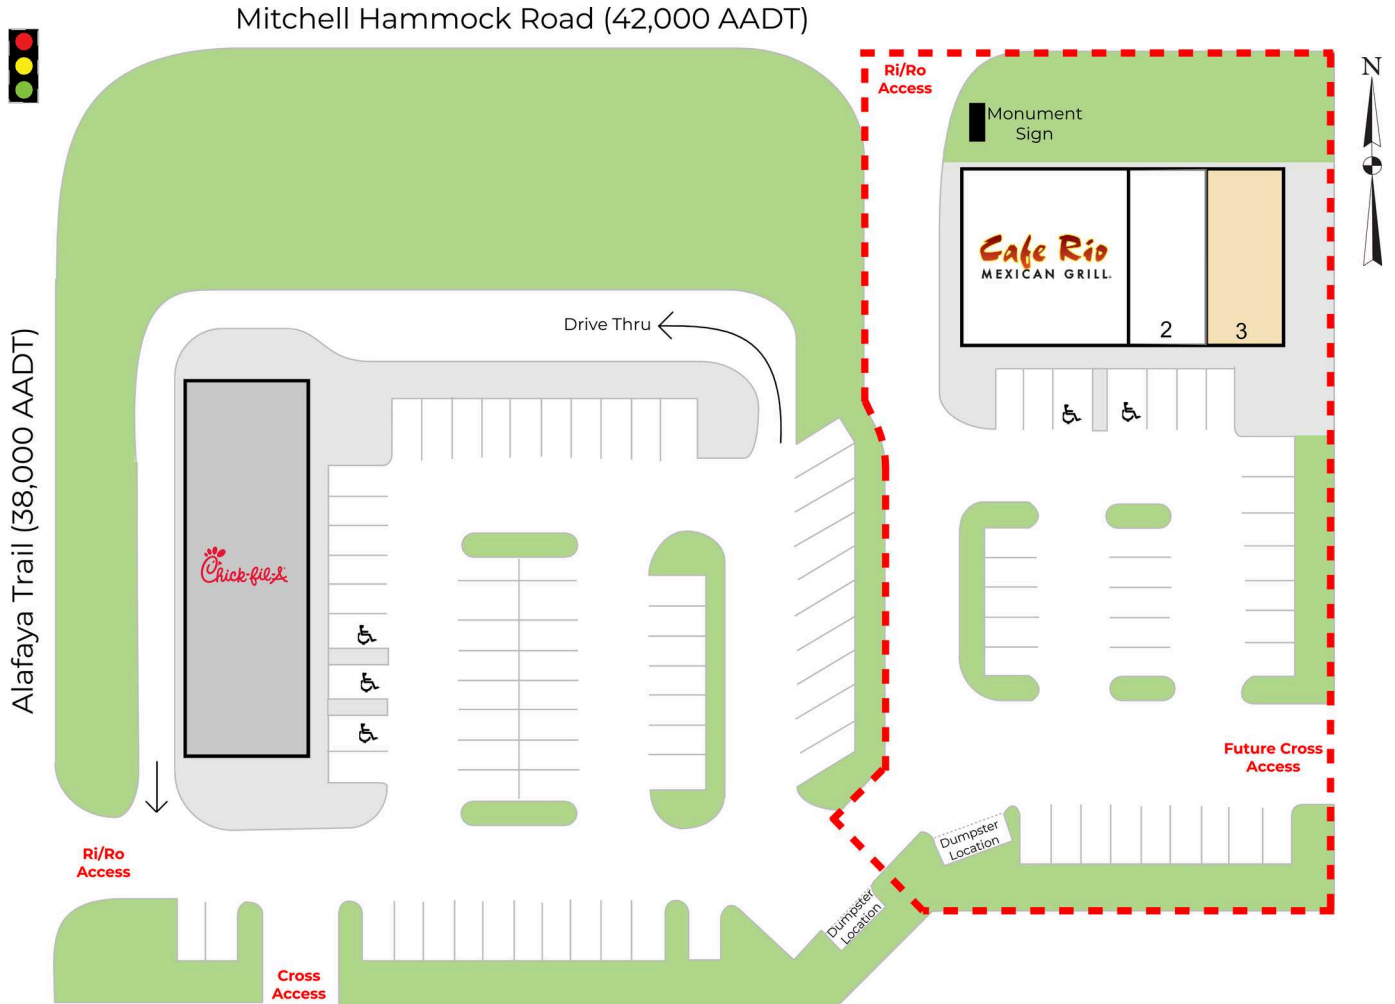 Mitchell Hammock Road (42,000 AADT)
Ri/Ro
Access
N
Monument
Sign
Cafe Rio
MEXICAN GRILL.
2
3
Drive Thru
Alafaya Trail (38,000 AADT)
Chick-fil-A
Future Cross
Access
Dumpster
Location
Ri/Ro
Access
Dumpster
Location
Cross
Access